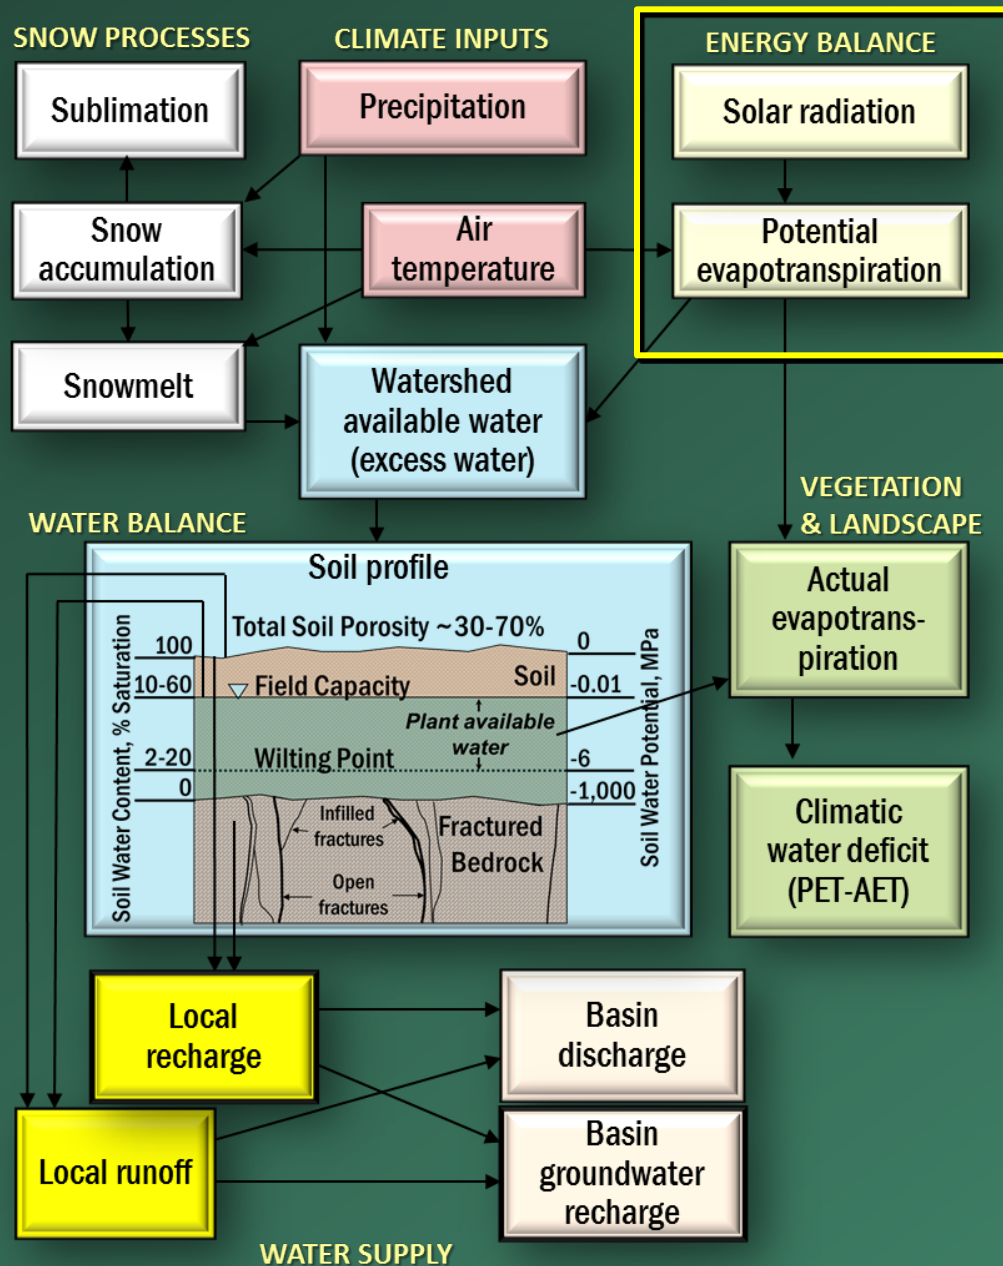 SNOW PROCESSES
CLIMATE INPUTS
ENERGY BALANCE
Sublimation
Precipitation
Solar radiation
Snow
accumulation
Air
temperature
Potential
evapotranspiration
Snowmelt
Watershed
available water
(excess water)
VEGETATION
& LANDSCAPE
WATER BALANCE
Soil profile
Actual
evapotrans-
piration
Total Soil Porosity ~30-70%
Soil Water Content, % Saturation
100
10-60
2-20
0
Field Capacity
Soil
Plant available
water
Wilting Point
0
-0.01
-6
-1,000
Soil Water Potential, MPa
Infilled
fractures
Fractured
Bedrock
Open
fractures
Climatic
water deficit
(PET-AET)
Local
recharge
Basin
discharge
Local runoff
Basin
groundwater
recharge
WATER SUPPLY